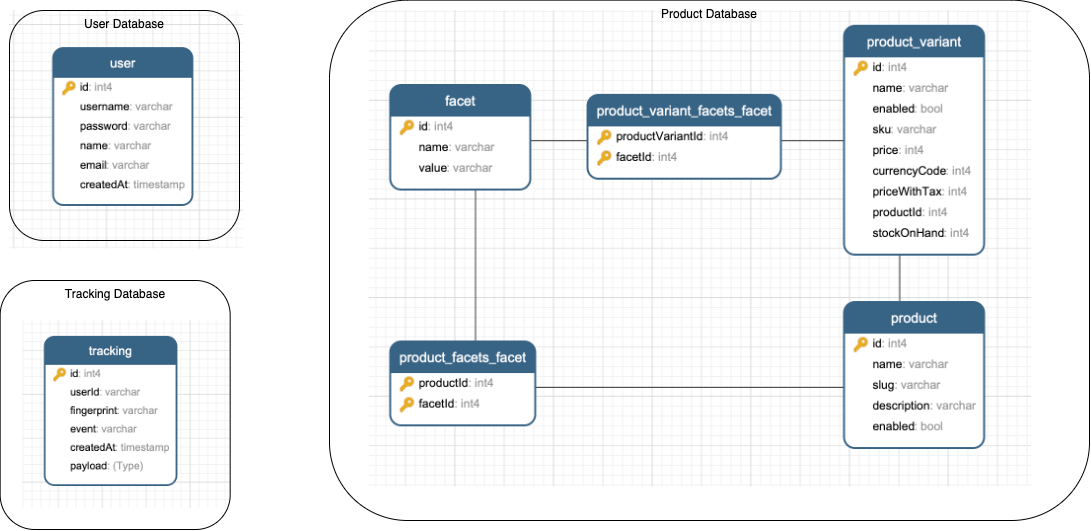 User Database
user
id: int4
username: varchar
password: varchar
name: varchar
email: varchar
createdAt: timestamp
Tracking Database
tracking
id: int4
userId: varchar
fingerprint: varchar
event: varchar
createdAt: timestamp
payload: (Type)
Product Database
facet
id: int4
name: varchar
value: varchar
product_variant_facets_facet
productVariantId: int4
facetId: int4
product_variant
id: int4
name: varchar
enabled: bool
sku: varchar
price: int4
currencyCode: int4
priceWithTax: int4
productId: int4
stockOnHand: int4
product_facets_facet
productId: int4
facetId: int4
product
id: int4
name: varchar
slug: varchar
description: varchar
enabled: bool